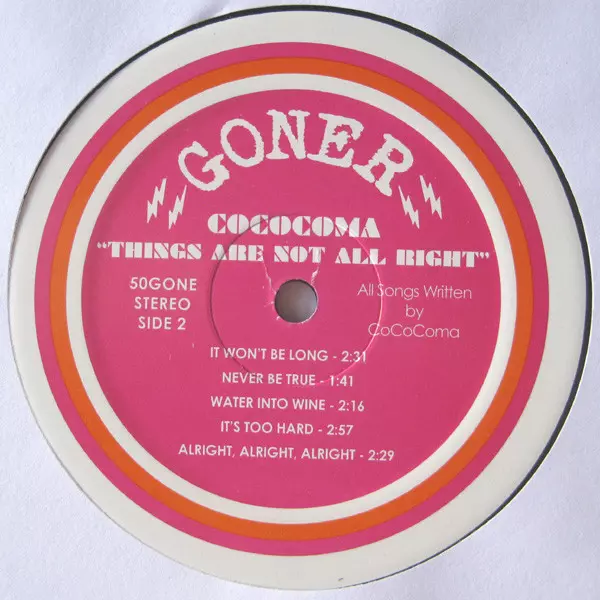 GONER
COCOCOMA
"THINGS ARE NOT ALL RIGHT"
50GONE
STEREO
SIDE 2
All Songs Written
by
CoCoComa
IT WON'T BE LONG - 2:31
NEVER BE TRUE - 1:41
WATER INTO WINE - 2:16
IT'S TOO HARD - 2:57
ALRIGHT, ALRIGHT, ALRIGHT - 2:29